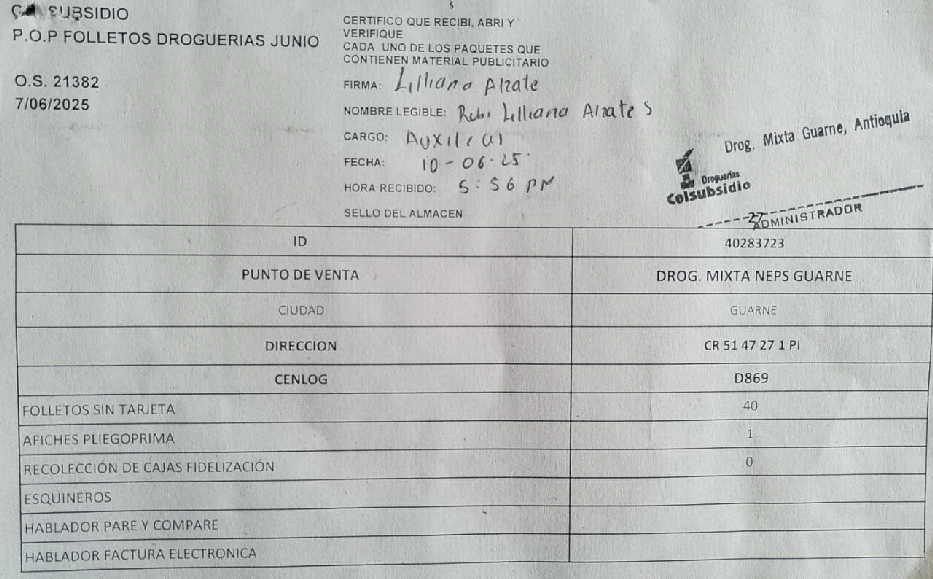 CONSUBSIDIO
P.O.P FOLLETOS DROGUERIAS JUNIO
O.S. 21382
7/06/2025
CERTIFICO QUE RECIBI, ABRI Y
VERIFIQUE
CADA UNO DE LOS PAQUETES QUE
CONTIENEN MATERIAL PUBLICITARIO
FIRMA: Lilliana Alzate
NOMBRE LEGIBLE: Rubi Lilliana Alzate S
CARGO: Auxiliar
FECHA: 10-06-25
HORA RECIBIDO: 5:56 PM
SELLO DEL ALMACEN
Drog. Mixta Guarne, Antioquia
Droguerías
Colsubsidio
ADMINISTRADOR
ID 40283723
PUNTO DE VENTA DROG. MIXTA NEPS GUARNE
CIUDAD GUARNE
DIRECCION CR 51 47 27 1 PI
CENLOG D869
FOLLETOS SIN TARJETA 40
AFICHES PLIEGOPRIMA 1
RECOLECCIÓN DE CAJAS FIDELIZACIÓN 0
ESQUINEROS
HABLADOR PARE Y COMPARE
HABLADOR FACTURA ELECTRONICA